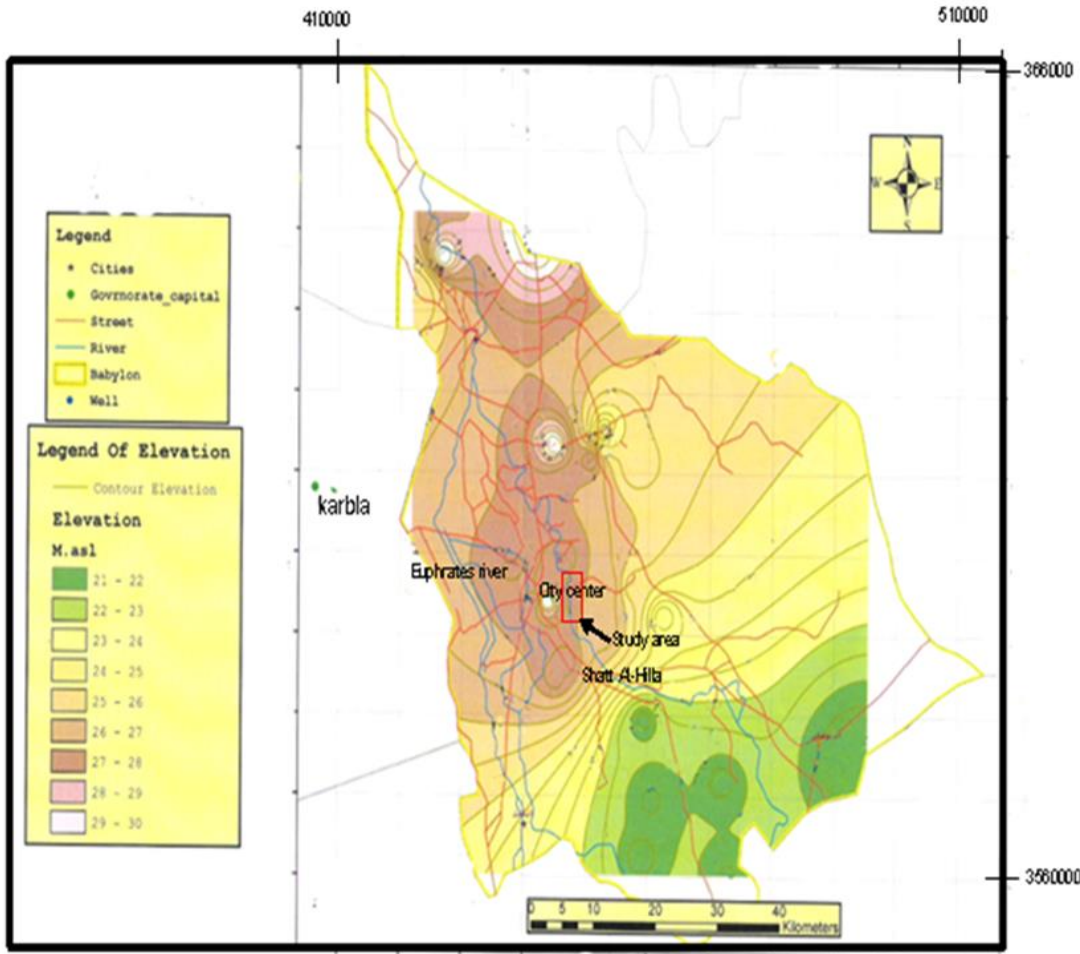 410000
510000
366000
N
W E
S
Legend
Cities
Govrnorate_capital
Street
River
Babylon
Well
Legend Of Elevation
Contour Elevation
Elevation
M.asl
21 - 22
22 - 23
23 - 24
24 - 25
25 - 26
26 - 27
27 - 28
28 - 29
29 - 30
karbla
Euphrates river
City center
Study area
Shatt Al-Hilla
3560000
0 5 10 20 30 40
Kilometers